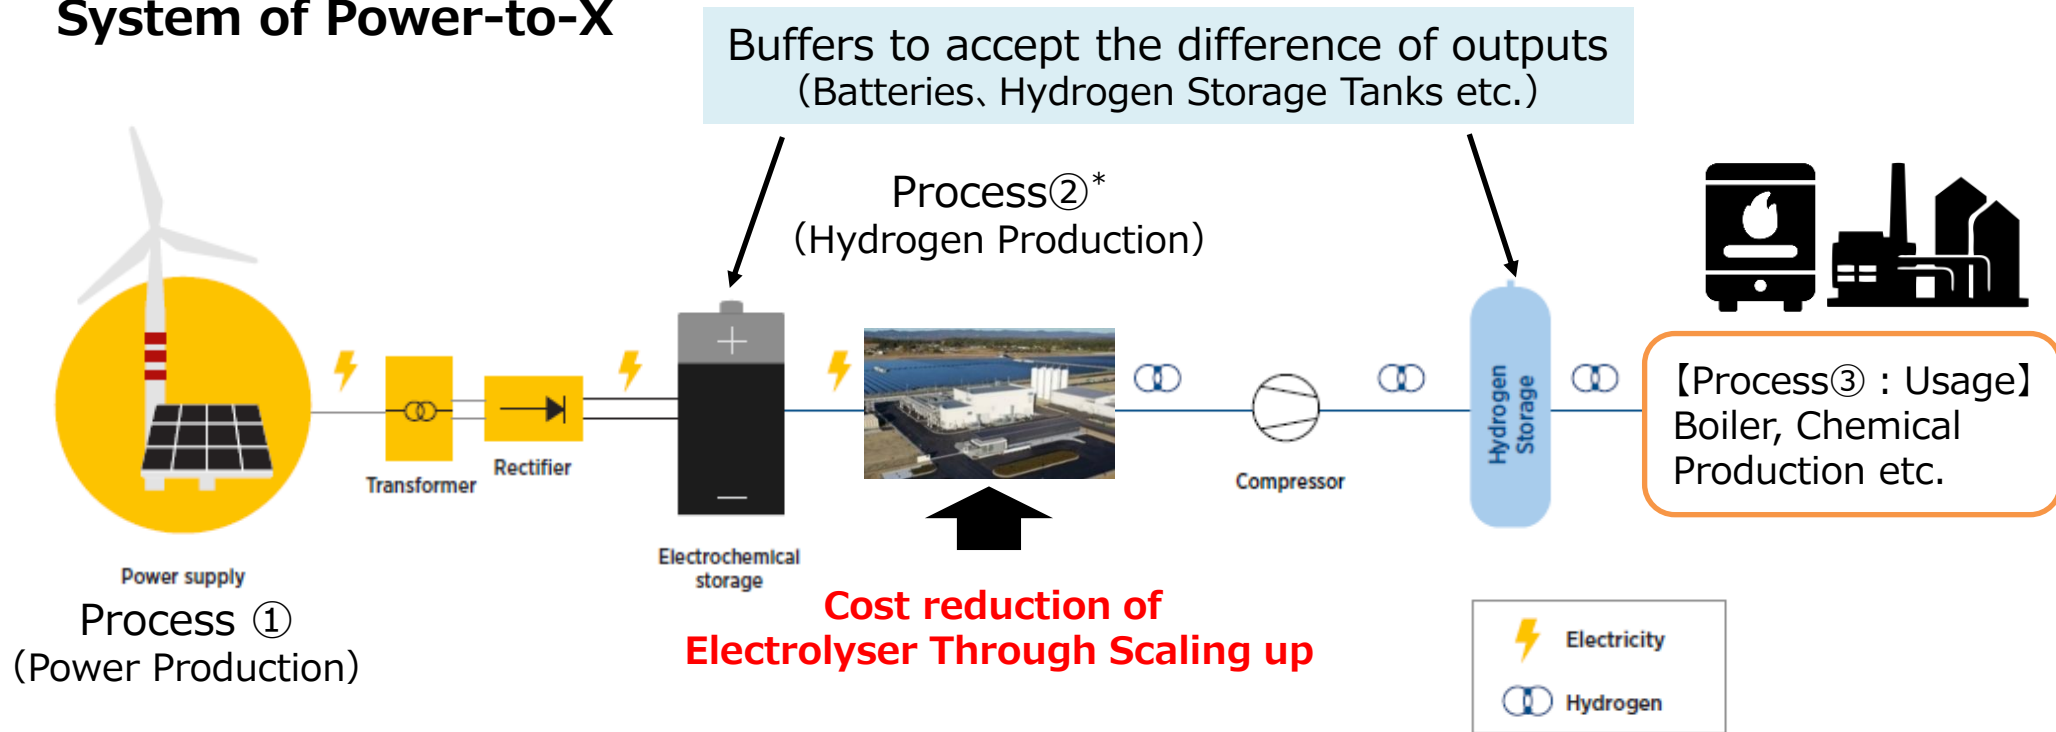 System of Power-to-X
Buffers to accept the difference of outputs
（Batteries、Hydrogen Storage Tanks etc.）
Process②*
（Hydrogen Production）
Transformer
Rectifier
Electrochemical
storage
Compressor
Hydrogen
Storage
【Process③：Usage】
Boiler, Chemical
Production etc.
Power supply
Process ①
（Power Production）
Cost reduction of
Electrolyser Through Scaling up
Electricity
Hydrogen